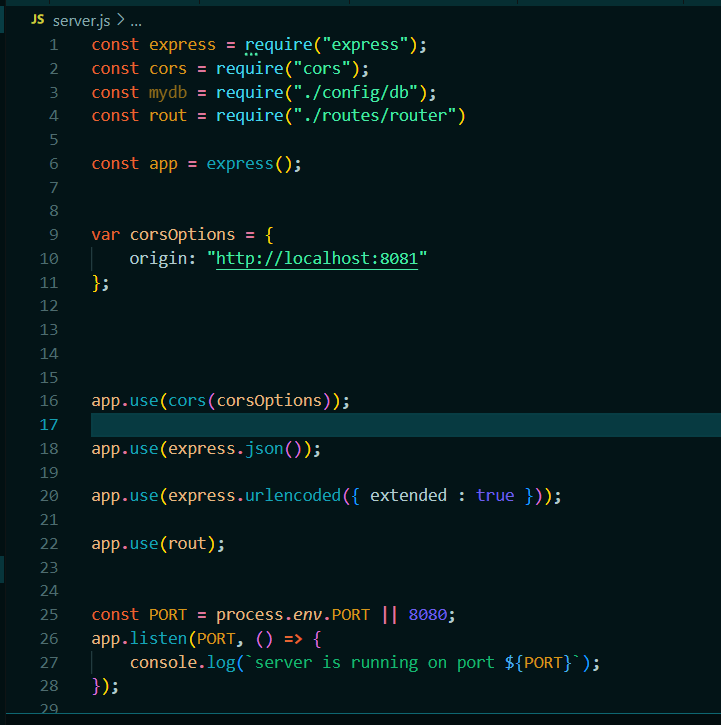 JS server.js > ...
1 const express = require("express");
2 const cors = require("cors");
3 const mydb = require("./config/db");
4 const rout = require("./routes/router")
5
6 const app = express();
7
8
9 var corsOptions = {
10 origin: "http://localhost:8081"
11 };
12
13
14
15
16 app.use(cors(corsOptions));
17
18 app.use(express.json());
19
20 app.use(express.urlencoded({ extended : true }));
21
22 app.use(rout);
23
24
25 const PORT = process.env.PORT || 8080;
26 app.listen(PORT, () => {
27 console.log(`server is running on port ${PORT}`);
28 });
29